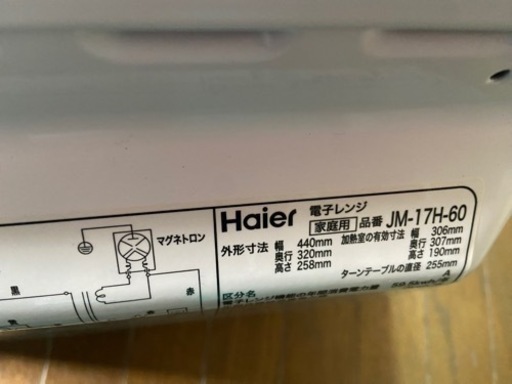 Haier 電子レンジ 家庭用 品番 JM-17H-60
外形寸法 幅 440mm 奥行 320mm 高さ 258mm
加熱室の有効寸法 幅 306mm 奥行 307mm 高さ 190mm
ターンテーブルの直径 255mm
区分名 A
マグネトロン
黒
赤